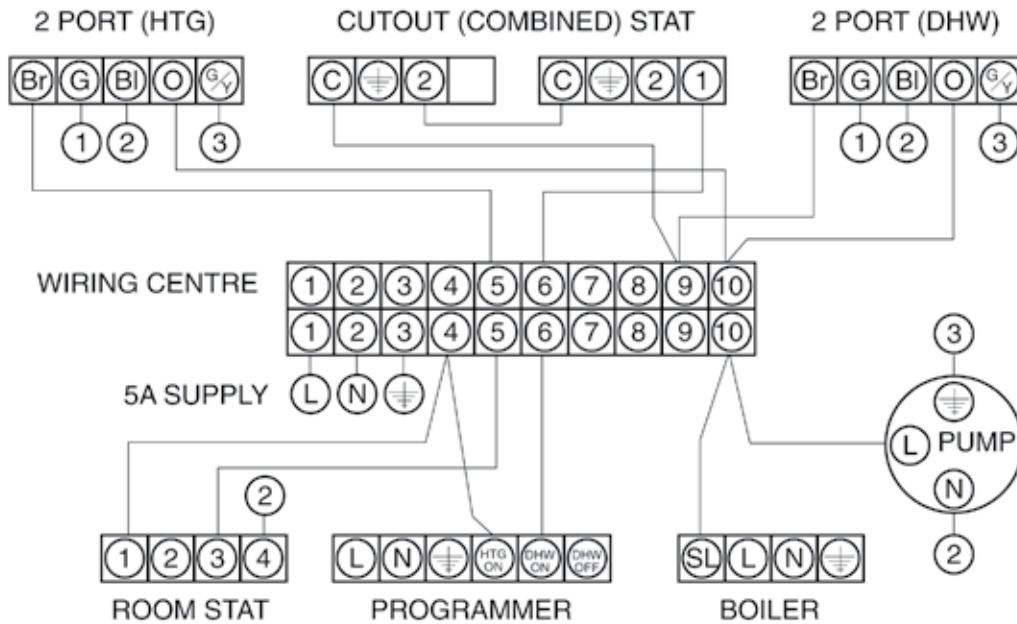 2 PORT (HTG) CUTOUT (COMBINED) STAT 2 PORT (DHW)
Br G Bl O G/Y C 2 C 2 1 Br G Bl O G/Y
1 2 3 1 2 3
WIRING CENTRE 1 2 3 4 5 6 7 8 9 10
1 2 3 4 5 6 7 8 9 10
3
5A SUPPLY L N
L PUMP
N
2
1 2 3 4 L N HTG ON DHW ON DHW OFF SL L N 2
ROOM STAT PROGRAMMER BOILER